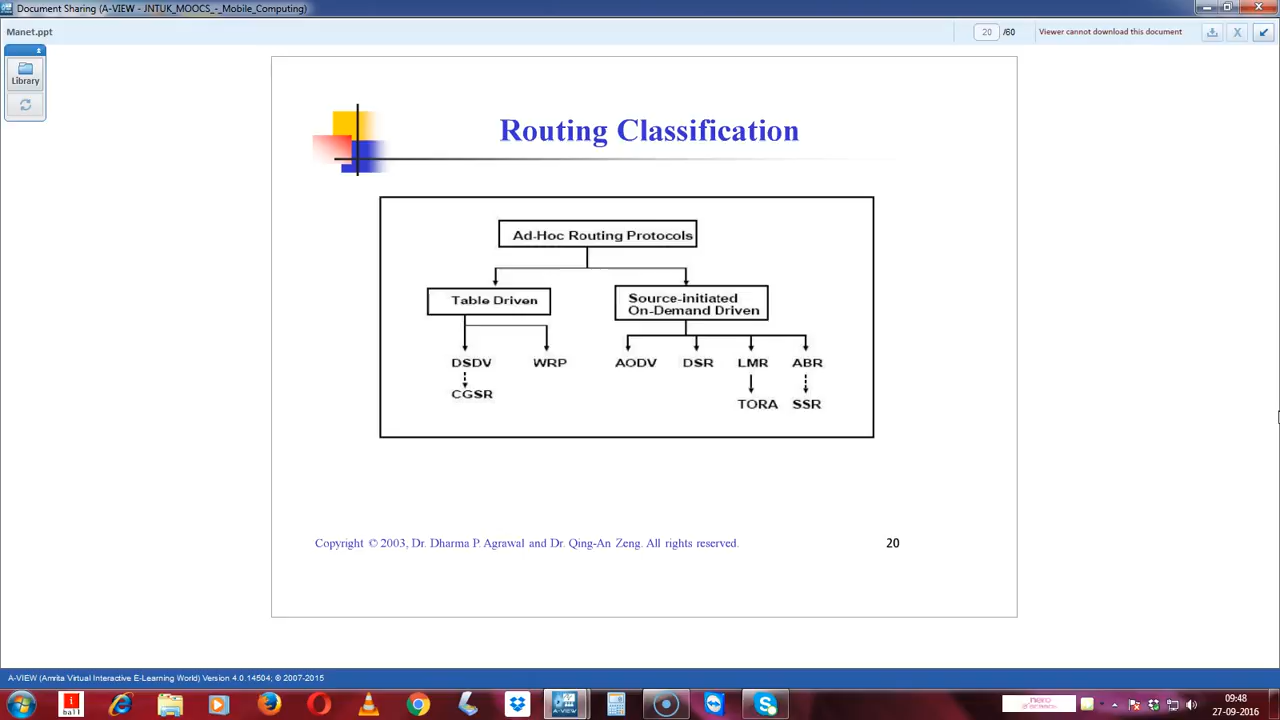 Document Sharing (A-VIEW - JNTUK_MOOCS_-_Mobile_Computing)
Manet.ppt
20 /60
Viewer cannot download this document
Library
Routing Classification
Ad-Hoc Routing Protocols
Table Driven
Source-initiated
On-Demand Driven
DSDV WRP AODV DSR LMR ABR
CGSR TORA SSR
Copyright © 2003, Dr. Dharma P. Agrawal and Dr. Qing-An Zeng. All rights reserved.
20
A-VIEW (Amrita Virtual Interactive E-Learning World) Version 4.0.14504; © 2007-2015
i
ball
A-VIEW
09:48
27-09-2016